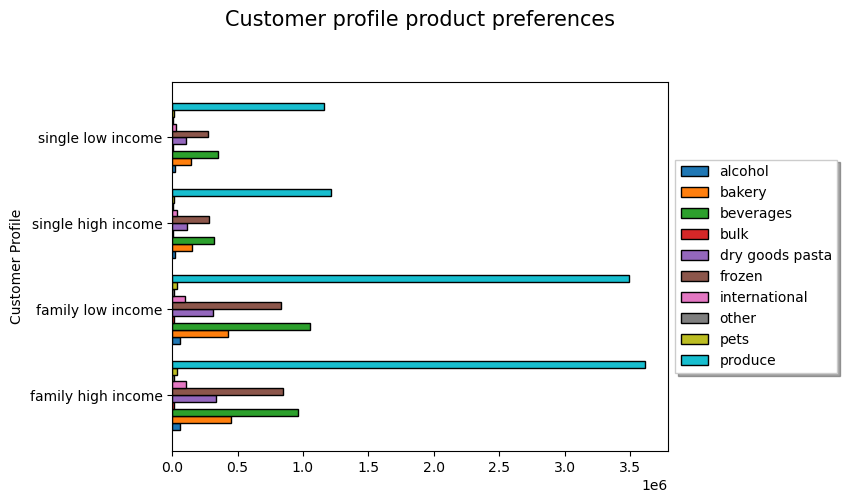 Customer profile product preferences
Customer Profile
single low income
single high income
family low income
family high income
0.0 0.5 1.0 1.5 2.0 2.5 3.0 3.5
1e6
alcohol
bakery
beverages
bulk
dry goods pasta
frozen
international
other
pets
produce